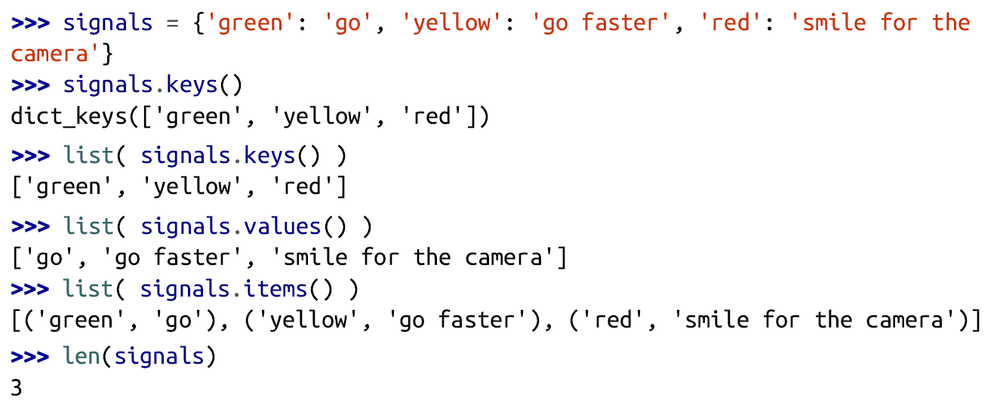 >>> signals = {'green': 'go', 'yellow': 'go faster', 'red': 'smile for the
camera'}
>>> signals.keys()
dict_keys(['green', 'yellow', 'red'])
>>> list( signals.keys() )
['green', 'yellow', 'red']
>>> list( signals.values() )
['go', 'go faster', 'smile for the camera']
>>> list( signals.items() )
[('green', 'go'), ('yellow', 'go faster'), ('red', 'smile for the camera')]
>>> len(signals)
3